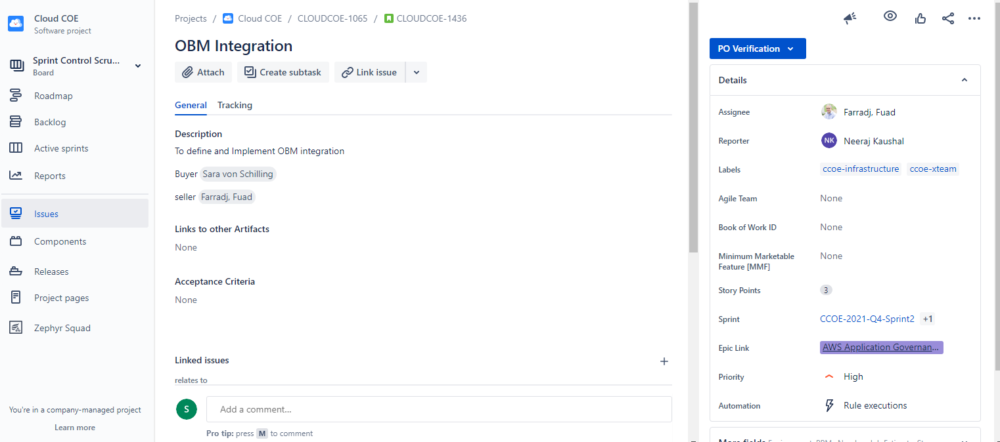 Cloud COE
Software project
Sprint Control Scru...
Board
Roadmap
Backlog
Active sprints
Reports
Issues
Components
Releases
Project pages
Zephyr Squad
You're in a company-managed project
Learn more
Projects / Cloud COE / CLOUDCOE-1065 / CLOUDCOE-1436
OBM Integration
Attach Create subtask Link issue
General Tracking
Description
To define and Implement OBM integration
Buyer Sara von Schilling
seller Farradj, Fuad
Links to other Artifacts
None
Acceptance Criteria
None
Linked issues
relates to
S Add a comment...
Pro tip: press M to comment
PO Verification
Details
Assignee Farradj, Fuad
Reporter NK Neeraj Kaushal
Labels ccoe-infrastructure ccoe-xteam
Agile Team None
Book of Work ID None
Minimum Marketable
Feature [MMF] None
Story Points 3
Sprint CCOE-2021-Q4-Sprint2 +1
Epic Link AWS Application Governan...
Priority High
Automation Rule executions
More fields